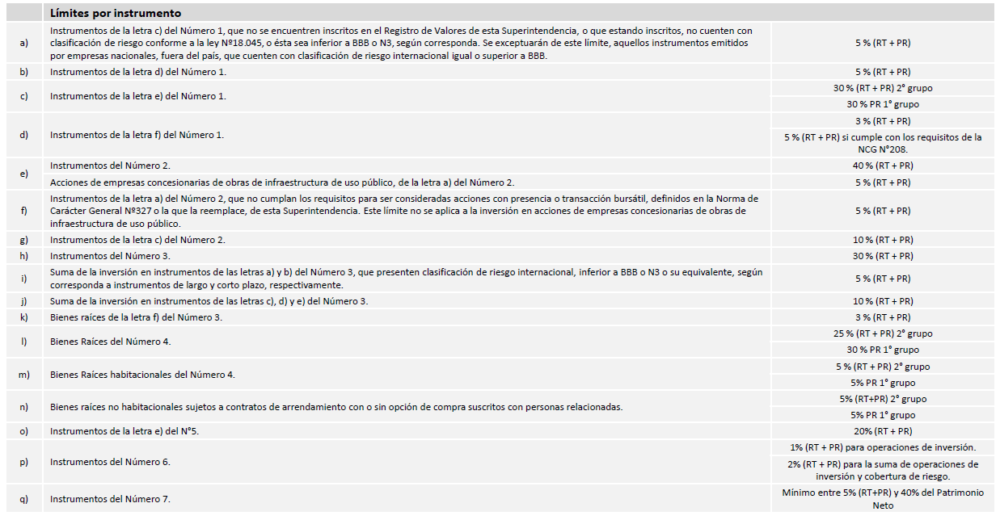 Límites por instrumento
a)
Instrumentos de la letra c) del Número 1, que no se encuentren inscritos en el Registro de Valores de esta Superintendencia, o que estando inscritos, no cuenten con
clasificación de riesgo conforme a la ley Nº18.045, o ésta sea inferior a BBB o N3, según corresponda. Se exceptuarán de este límite, aquellos instrumentos emitidos
por empresas nacionales, fuera del país, que cuenten con clasificación de riesgo internacional igual o superior a BBB.
5 % (RT + PR)
b)
Instrumentos de la letra d) del Número 1.
5 % (RT + PR)
c)
Instrumentos de la letra e) del Número 1.
30 % (RT + PR) 2° grupo
30 % PR 1° grupo
d)
Instrumentos de la letra f) del Número 1.
3 % (RT + PR)
5 % (RT + PR) si cumple con los requisitos de la
NCG N°208.
e)
Instrumentos del Número 2.
40 % (RT + PR)
Acciones de empresas concesionarias de obras de infraestructura de uso público, de la letra a) del Número 2.
5 % (RT + PR)
f)
Instrumentos de la letra a) del Número 2, que no cumplan los requisitos para ser consideradas acciones con presencia o transacción bursátil, definidos en la Norma de
Carácter General Nº327 o la que la reemplace, de esta Superintendencia. Este límite no se aplica a la inversión en acciones de empresas concesionarias de obras de
infraestructura de uso público.
5 % (RT + PR)
g)
Instrumentos de la letra c) del Número 2.
10 % (RT + PR)
h)
Instrumentos del Número 3.
30 % (RT + PR)
i)
Suma de la inversión en instrumentos de las letras a) y b) del Número 3, que presenten clasificación de riesgo internacional, inferior a BBB o N3 o su equivalente, según
corresponda a instrumentos de largo y corto plazo, respectivamente.
5 % (RT + PR)
j)
Suma de la inversión en instrumentos de las letras c), d) y e) del Número 3.
10 % (RT + PR)
k)
Bienes raíces de la letra f) del Número 3.
3 % (RT + PR)
l)
Bienes Raíces del Número 4.
25 % (RT + PR) 2° grupo
30 % PR 1° grupo
m)
Bienes Raíces habitacionales del Número 4.
5 % (RT + PR) 2° grupo
5% PR 1° grupo
n)
Bienes raíces no habitacionales sujetos a contratos de arrendamiento con o sin opción de compra suscritos con personas relacionadas.
5% (RT+PR) 2° grupo
5% PR 1° grupo
o)
Instrumentos de la letra e) del N°5.
20% (RT + PR)
p)
Instrumentos del Número 6.
1% (RT + PR) para operaciones de inversión.
2% (RT + PR) para la suma de operaciones de
inversión y cobertura de riesgo.
q)
Instrumentos del Número 7.
Mínimo entre 5% (RT+PR) y 40% del Patrimonio
Neto